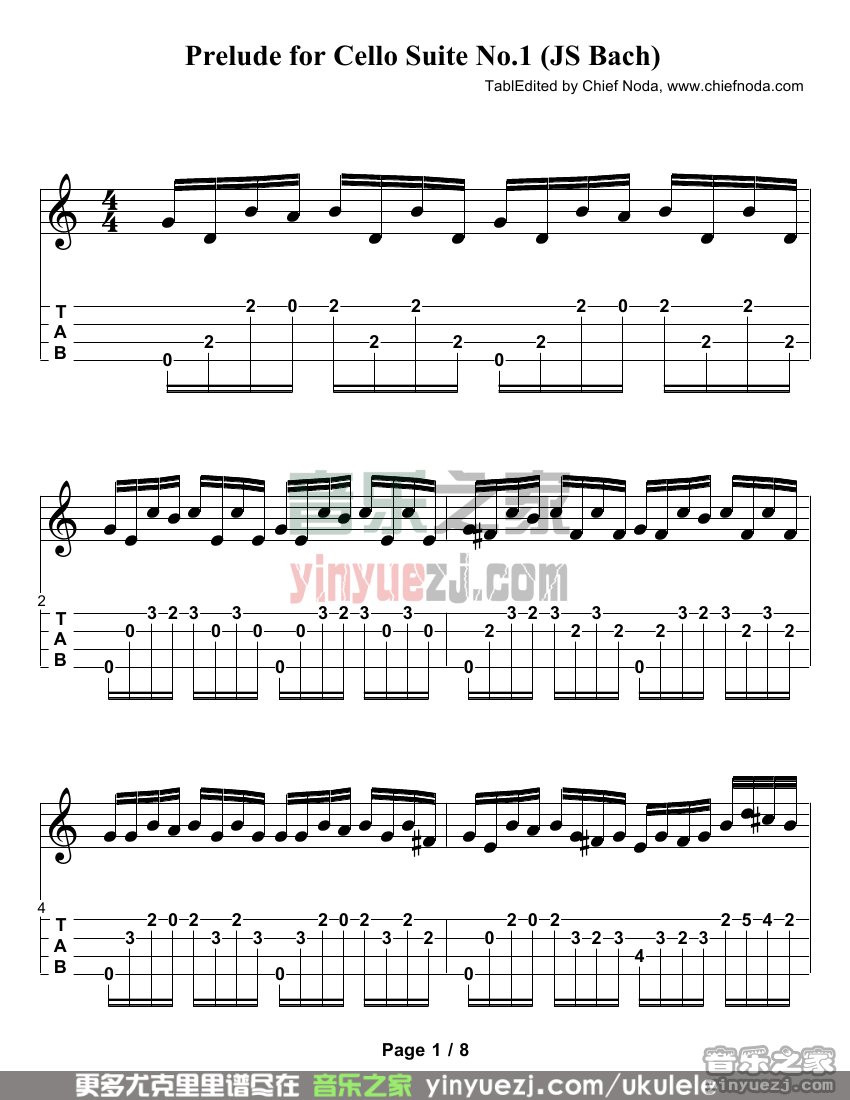 Prelude for Cello Suite No.1 (JS Bach)
TablEdited by Chief Noda, www.chiefnoda.com
4
4
T
A
B
2 0 2 2 2 0 2 2
2 2 2 2 2 2
0 0
音乐之家
yinyuezj.com
2
T
A
B
3 2 3 3 3 2 3 3 3 2 3 3 3 2 3 3
0 0 0 0 0 0 2 2 2 2 2 2
0 0 0 0
4
T
A
B
2 0 2 2 2 0 2 2 2 0 2 2 5 4 2
3 3 3 3 3 2 0 3 2 3 3 2 3
4
0 0 0
Page 1 / 8
音乐之家
yinyuezj.com
更多尤克里里谱尽在 音乐之家 yinyuezj.com/ukulele